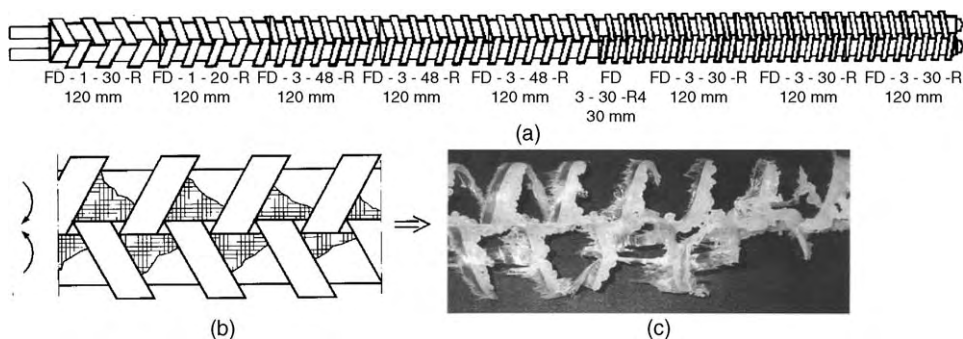 FD - 1 - 30 -R FD - 1 - 20 - R FD - 3 - 48 - R FD - 3 - 48 - R FD - 3 - 48 - R FD FD - 3 - 30 - R FD - 3 - 30 - R FD - 3 - 30 - R
120 mm 120 mm 120 mm 120 mm 120 mm 3 - 30 -R4 120 mm 120 mm 120 mm
30 mm
(a)
(b) (c)